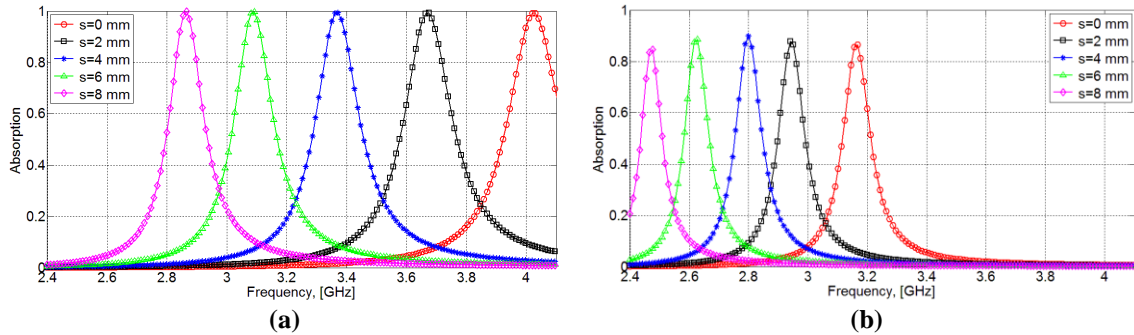 1
0.8
0.6
0.4
0.2
0
Absorption
s=0 mm
s=2 mm
s=4 mm
s=6 mm
s=8 mm
2.4 2.6 2.8 3 3.2 3.4 3.6 3.8 4
Frequency, [GHz]
(a)
1
0.8
0.6
0.4
0.2
0
Absorption
s=0 mm
s=2 mm
s=4 mm
s=6 mm
s=8 mm
2.4 2.6 2.8 3 3.2 3.4 3.6 3.8 4
Frequency, [GHz]
(b)